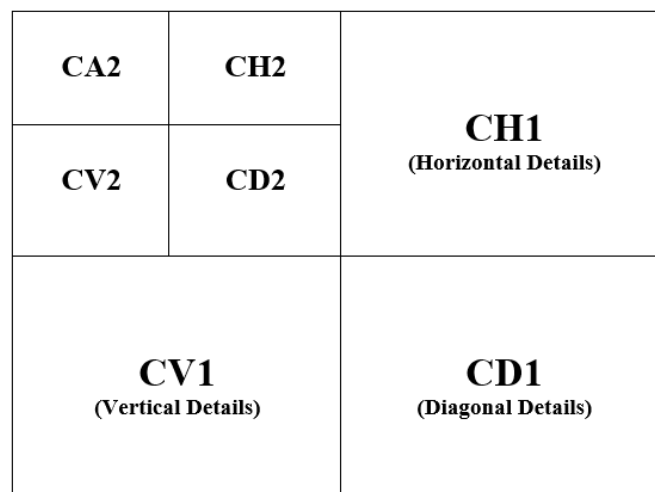 CA2
CH2
CV2
CD2
CH1
(Horizontal Details)
CV1
(Vertical Details)
CD1
(Diagonal Details)